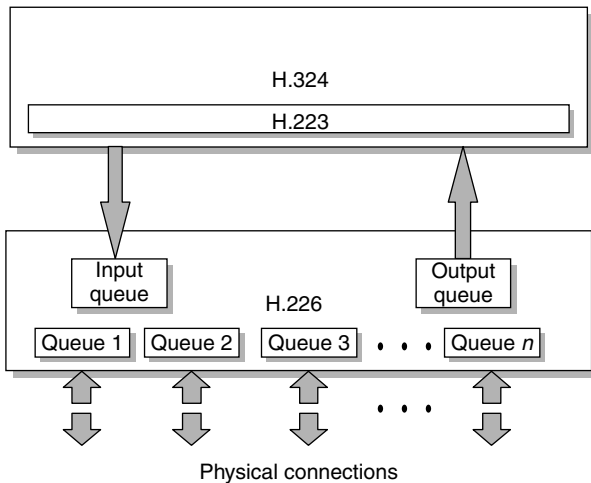 H.324
H.223
Input
queue
Output
queue
H.226
Queue 1 Queue 2 Queue 3 • • • Queue n
• • •
Physical connections